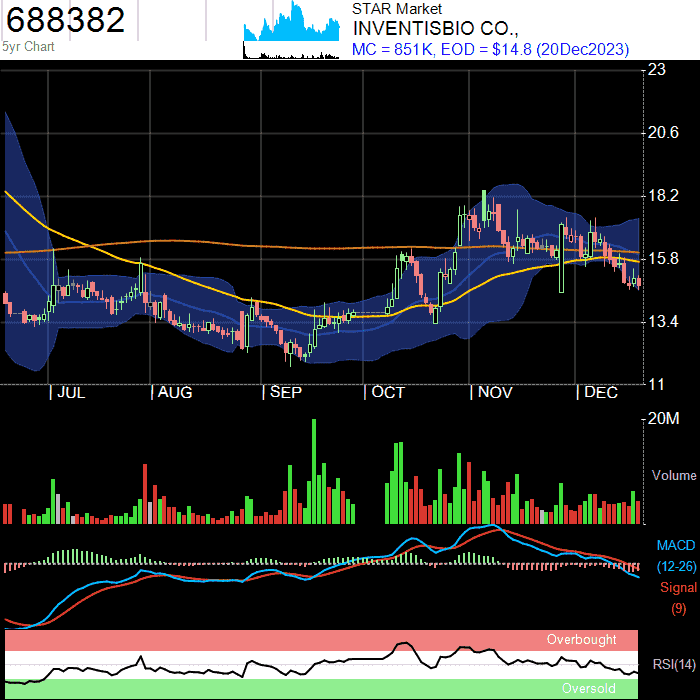 688382
5yr Chart
STAR Market
INVENTISBIO CO.,
MC = 851K, EOD = $14.8 (20Dec2023)
23
20.6
18.2
15.8
13.4
11
JUL
AUG
SEP
OCT
NOV
DEC
20M
Volume
MACD
(12-26)
Signal
(9)
Overbought
RSI(14)
Oversold